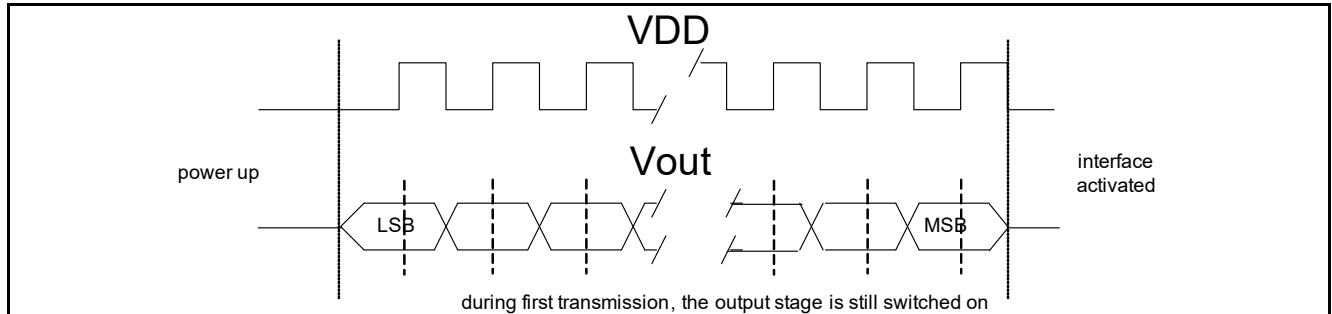 VDD
Vout
power up
interface
activated
LSB
MSB
during first transmission, the output stage is still switched on